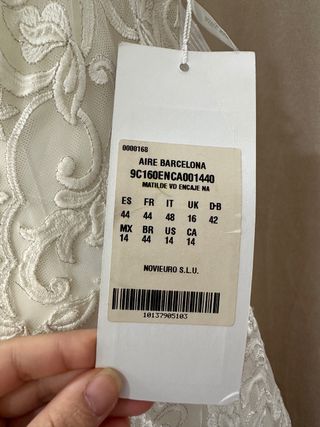 0000168
AIRE BARCELONA
9C160ENCA001440
MATILDE VD ENCAJE NA
ES FR IT UK D·B
44 44 48 16 42
MX BR US CA
14 44 14 14
NOVIEURO S.L.U.
10137905103